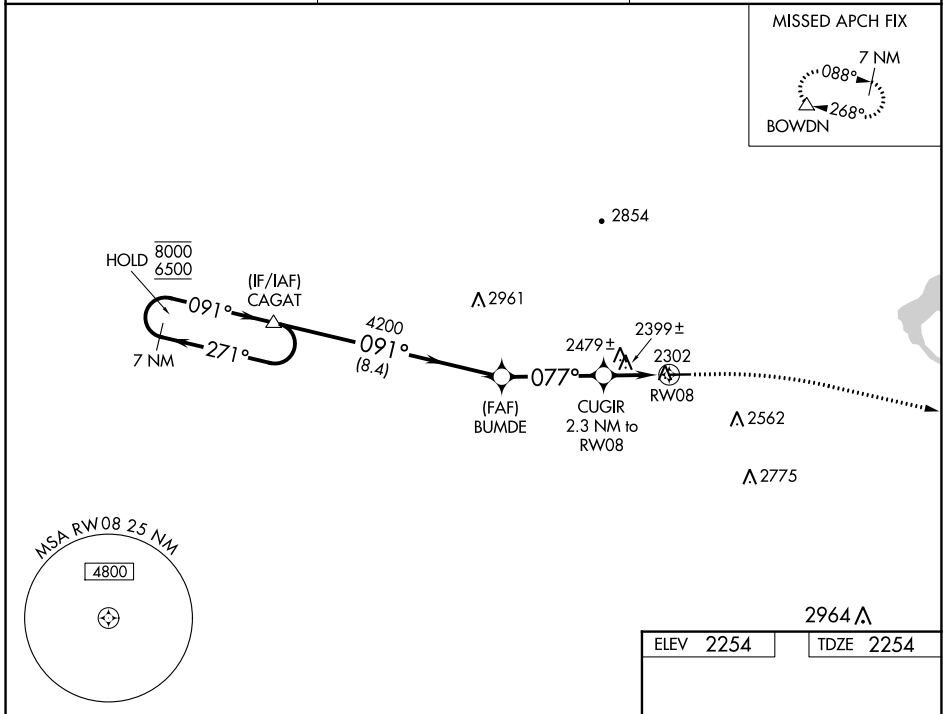 MISSED APCH FIX
7 NM
088°
268°
BOWDN
2854
HOLD
8000
6500
(IF/IAF)
CAGAT
091°
271°
7 NM
2961
4200
091°
(8.4)
2479±
2399±
2302
077°
RW08
(FAF)
BUMDE
CUGIR
2.3 NM to
RW08
2562
2775
MSA RW08 25 NM
4800
2964
ELEV 2254
TDZE 2254